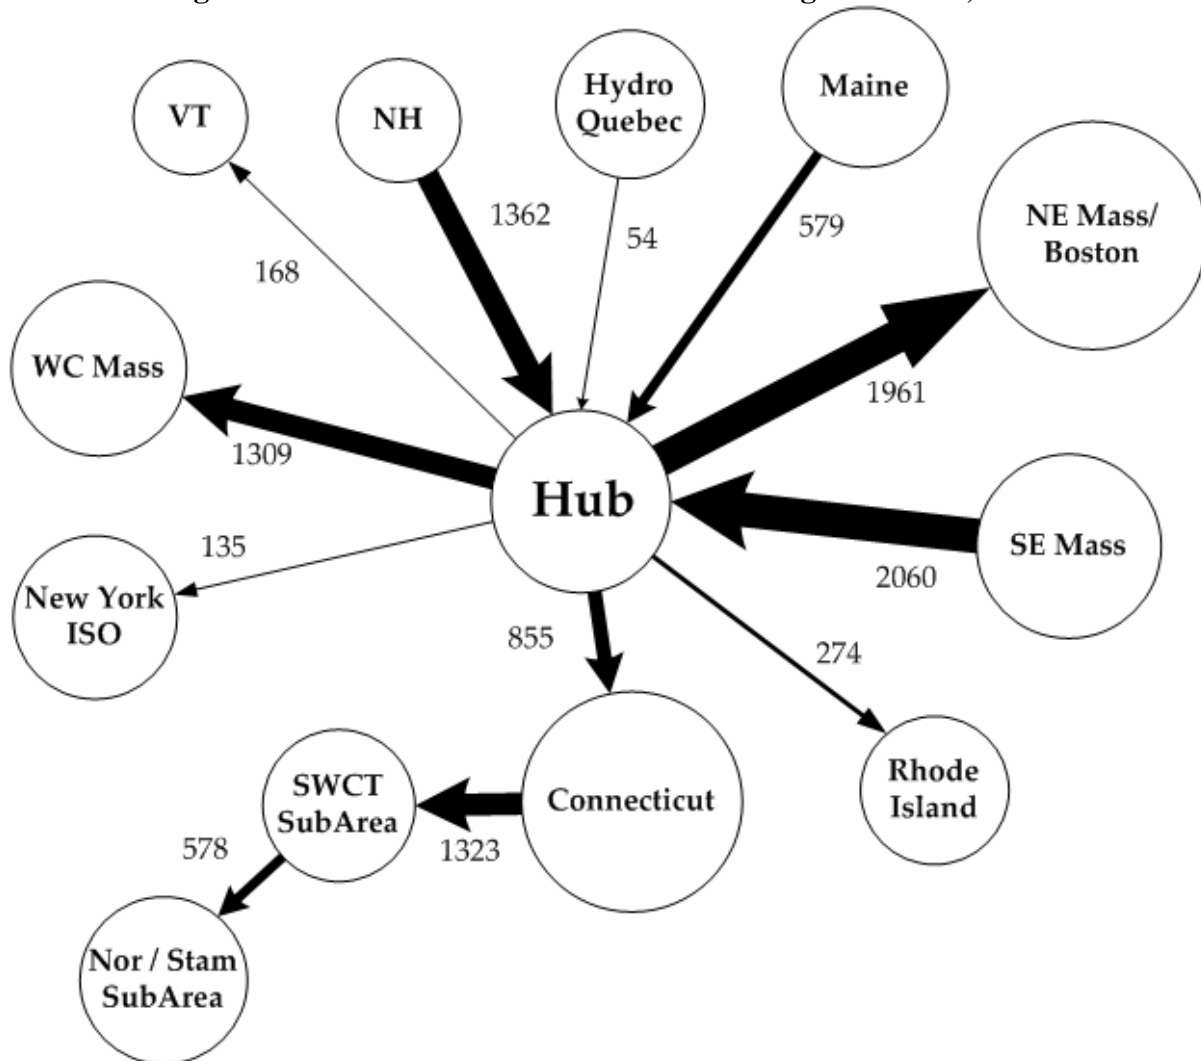 VT
NH
Hydro
Quebec
Maine
NE Mass/
Boston
1362
54
579
168
WC Mass
1961
1309
Hub
SE Mass
135
2060
New York
ISO
855
274
SWCT
SubArea
Connecticut
Rhode
Island
578
1323
Nor / Stam
SubArea